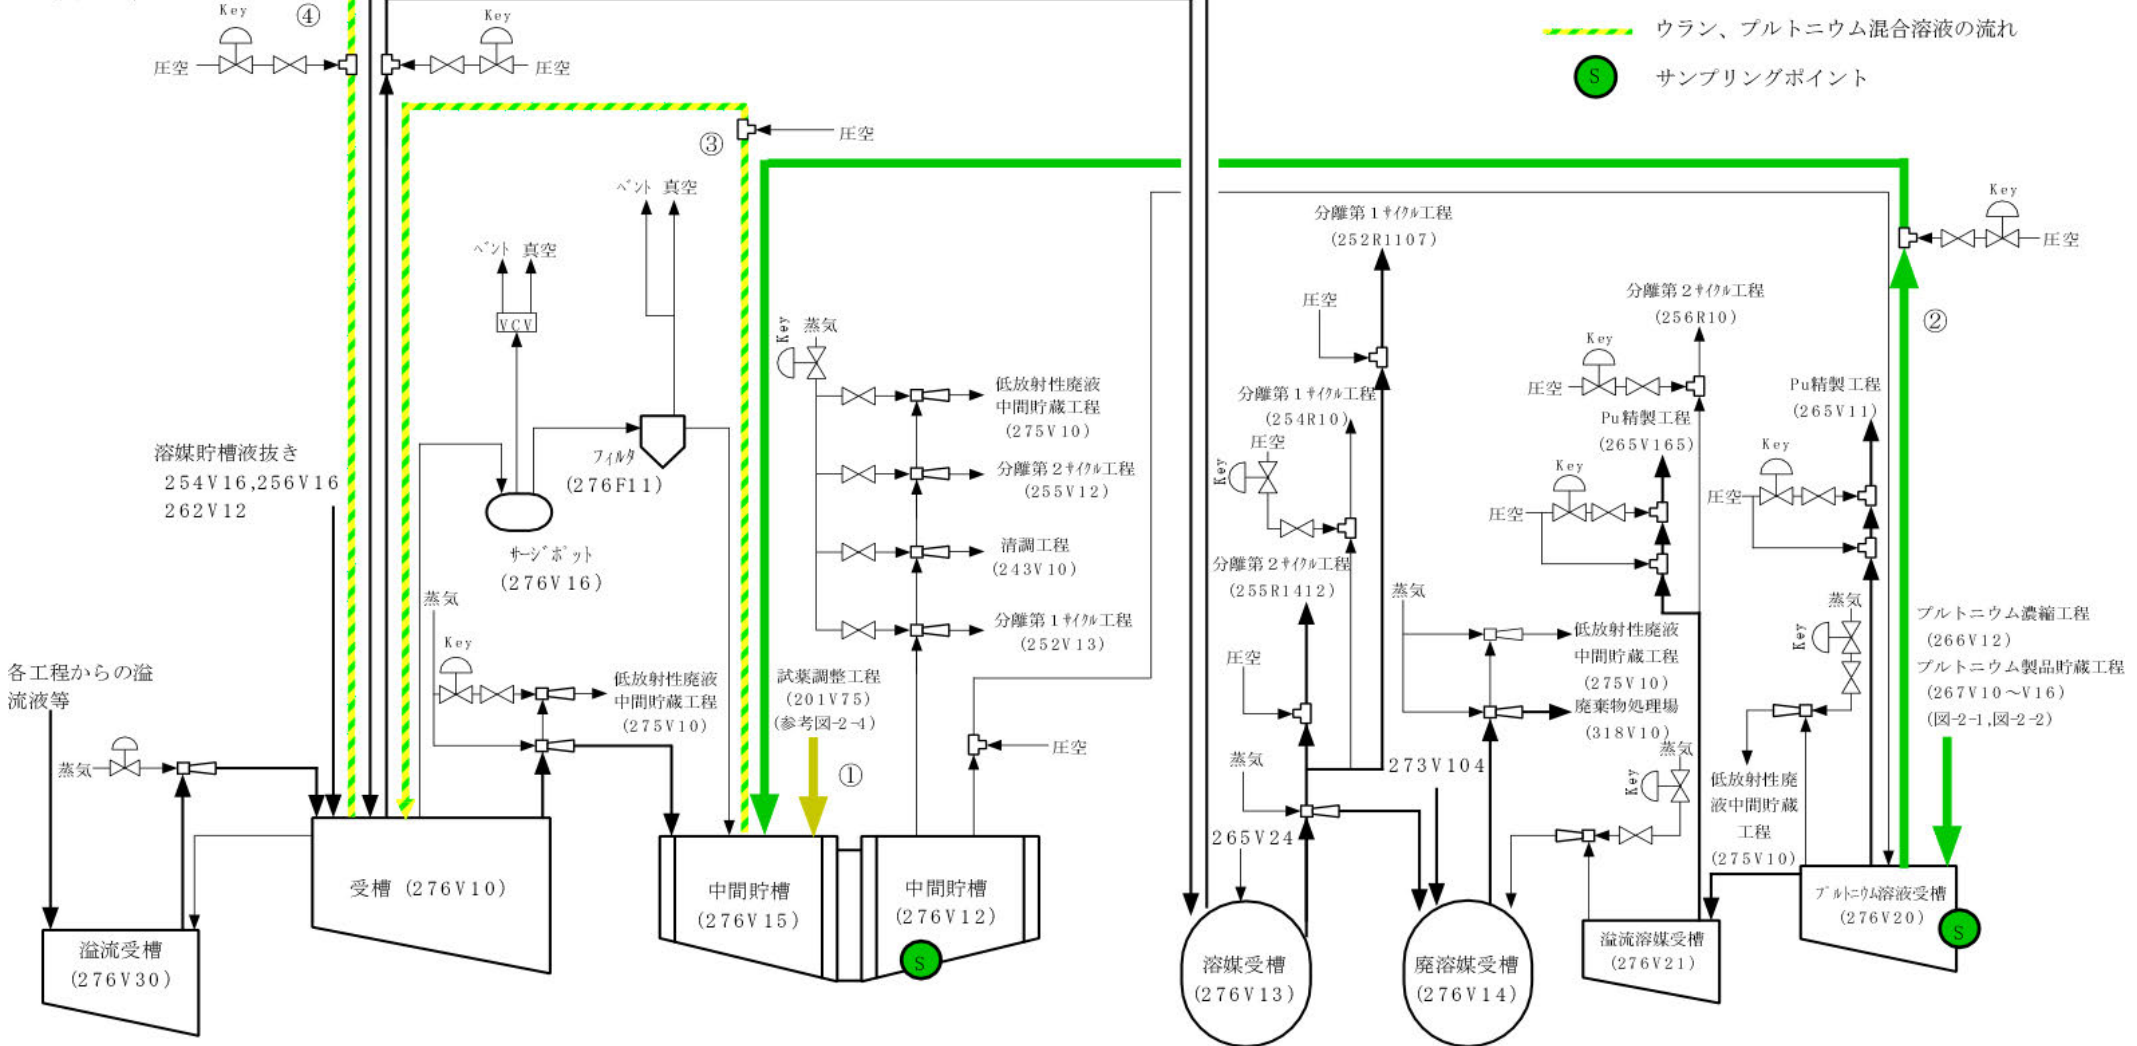 Key
④
Key
ウラン、プルトニウム混合溶液の流れ
圧空
圧空
S
サンプリングポイント
③
圧空
ベント 真空
Key
圧空
分離第1サイクル工程
(252R1107)
ベント 真空
VCV
圧空
分離第2サイクル工程
(256R10)
②
Key
蒸気
Key
圧空
低放射性廃液
中間貯蔵工程
(275V10)
分離第1サイクル工程
(254R10)
圧空
Key
Pu精製工程
(265V11)
Pu精製工程
(265V165)
Key
圧空
Key
圧空
溶媒貯槽液抜き
254V16,256V16
262V12
フィルタ
(276F11)
分離第2サイクル工程
(255V12)
サージポット
(276V16)
清調工程
(243V10)
分離第2サイクル工程
(255R1412)
蒸気
Key
分離第1サイクル工程
(252V13)
蒸気
低放射性廃液
中間貯蔵工程
(275V10)
廃棄物処理場
(318V10)
蒸気
Key
プルトニウム濃縮工程
(266V12)
プルトニウム製品貯蔵工程
(267V10～V16)
(図-2-1,図-2-2)
各工程からの溢
流液等
低放射性廃液
中間貯蔵工程
(275V10)
試薬調整工程
(201V75)
(参考図-2-4)
①
圧空
圧空
蒸気
273V104
蒸気
Key
低放射性廃
液中間貯蔵
工程
(275V10)
蒸気
265V24
受槽 (276V10)
中間貯槽
(276V15)
中間貯槽
(276V12)
S
プルトニウム溶液受槽
(276V20)
S
溢流受槽
(276V30)
溶媒受槽
(276V13)
廃溶媒受槽
(276V14)
溢流溶媒受槽
(276V21)